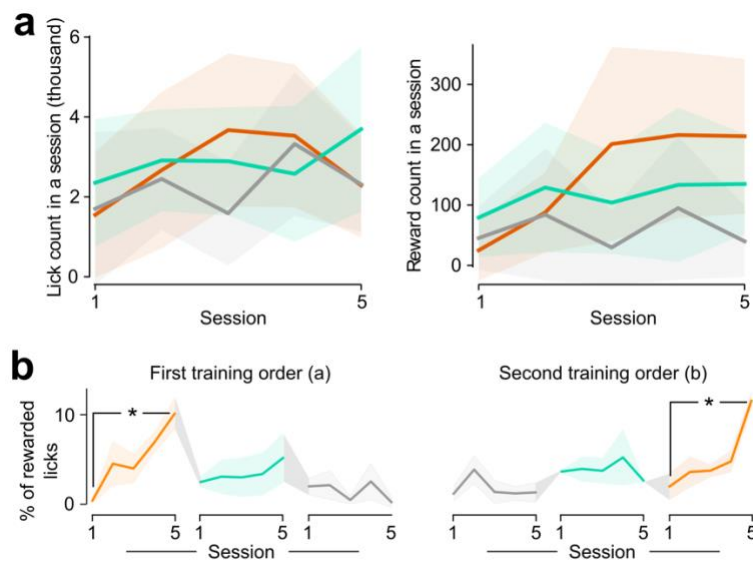 a
Lick count in a session (thousand)
6
4
2
0
1
5
Session
Reward count in a session
300
200
100
0
1
5
Session
b
First training order (a)
Second training order (b)
% of rewarded
licks
10
0
*
*
1 5 1 5 1 5
1 5 1 5 1 5
Session
Session